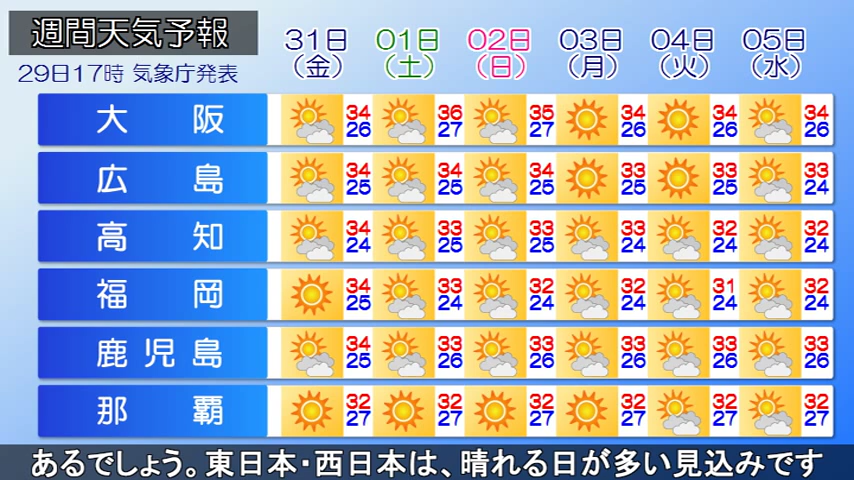 週間天気予報
29日17時 気象庁発表
31日 01日 02日 03日 04日 05日
(金) (土) (日) (月) (火) (水)
大阪 34 26 36 27 35 27 34 26 34 26 34 26
広島 34 25 34 25 34 25 33 25 33 25 33 24
高知 34 24 33 25 33 25 33 24 32 24 32 24
福岡 34 25 33 24 32 24 32 24 31 24 32 24
鹿児島 34 25 33 26 33 26 33 26 33 26 33 26
那覇 32 27 32 27 32 27 32 27 32 27 32 27
あるでしょう。東日本・西日本は、晴れる日が多い見込みです